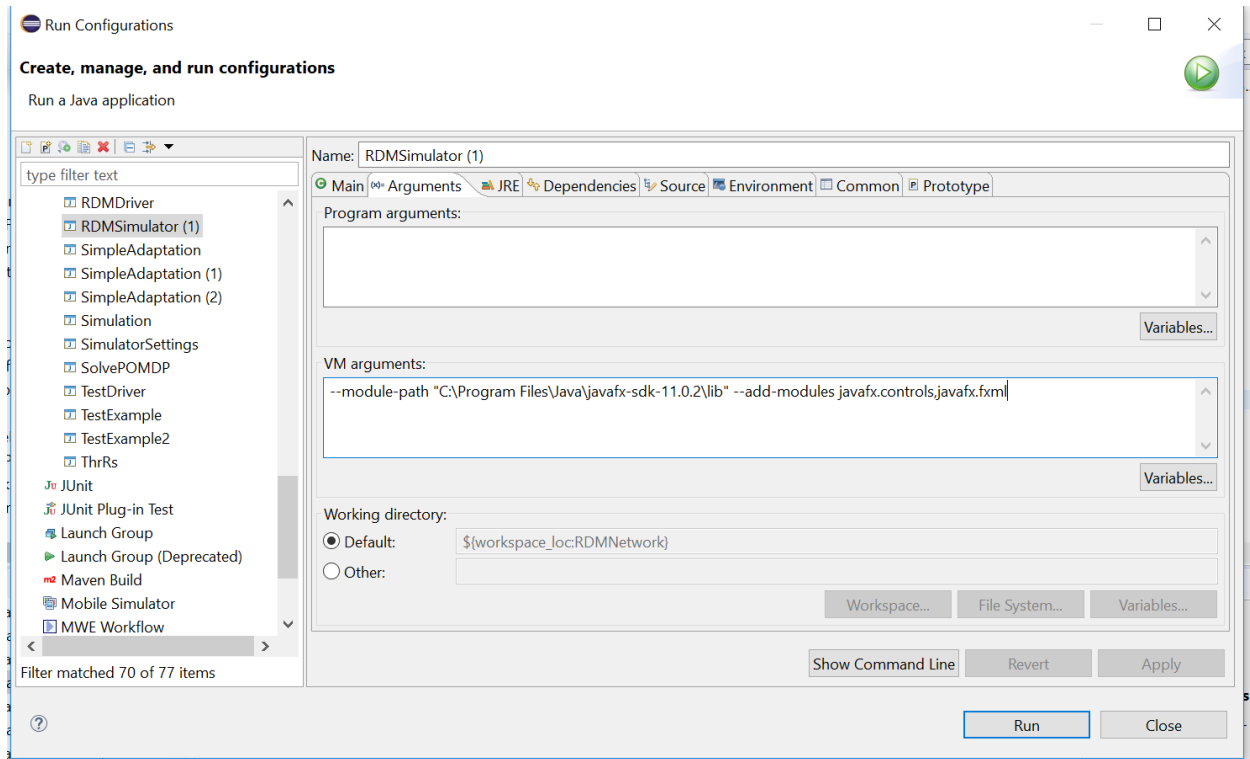 Run Configurations
Create, manage, and run configurations
Run a Java application
type filter text
RDMDriver
RDMSimulator (1)
SimpleAdaptation
SimpleAdaptation (1)
SimpleAdaptation (2)
Simulation
SimulatorSettings
SolvePOMDP
TestDriver
TestExample
TestExample2
ThrRs
JUnit
JUnit Plug-in Test
Launch Group
Launch Group (Deprecated)
Maven Build
Mobile Simulator
MWE Workflow
Filter matched 70 of 77 items
Name: RDMSimulator (1)
Main Arguments JRE Dependencies Source Environment Common Prototype
Program arguments:
Variables...
VM arguments:
--module-path "C:\Program Files\Java\javafx-sdk-11.0.2\lib" --add-modules javafx.controls,javafx.fxml
Variables...
Working directory:
Default: ${workspace_loc:RDMNetwork}
Other:
Workspace... File System... Variables...
Show Command Line Revert Apply
Run Close